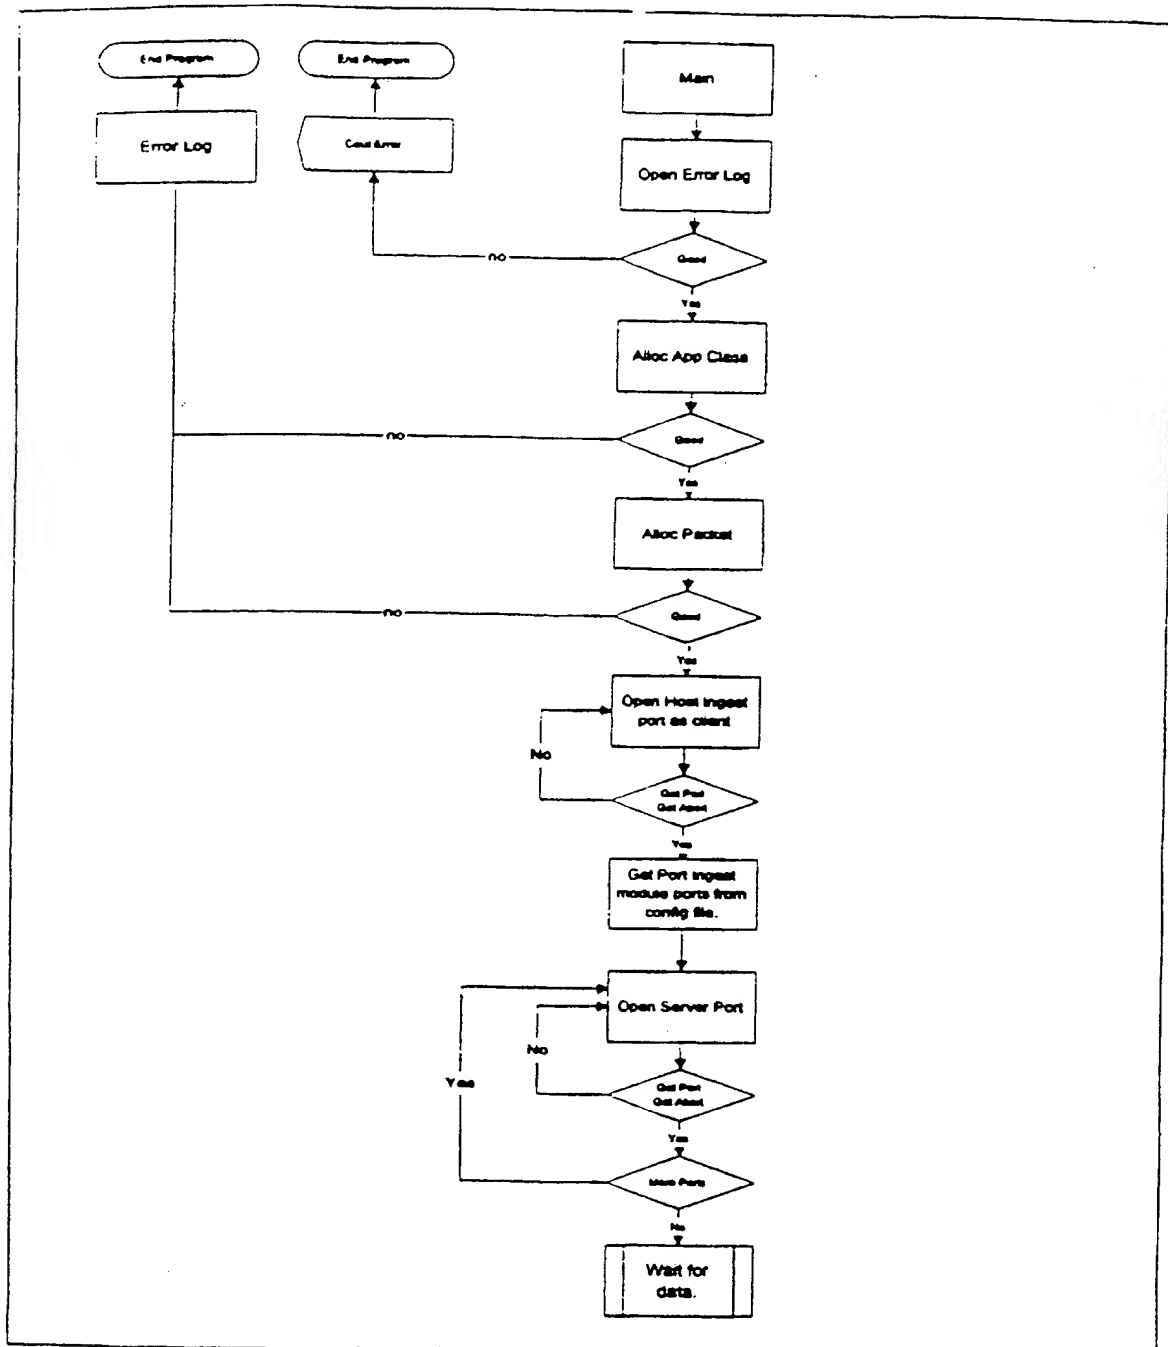 End Program
End Program
Main
Error Log
Cout Error
Open Error Log
Good
no
Yes
Alloc App Class
Good
no
Yes
Alloc Packet
Good
no
Yes
Open Host Ingest
port as client
No
Got Port
Got Abort
Yes
Get Port Ingest
module ports from
config file.
Open Server Port
No
Yes
Got Port
Got Abort
Yes
More Ports
No
Wait for
data.